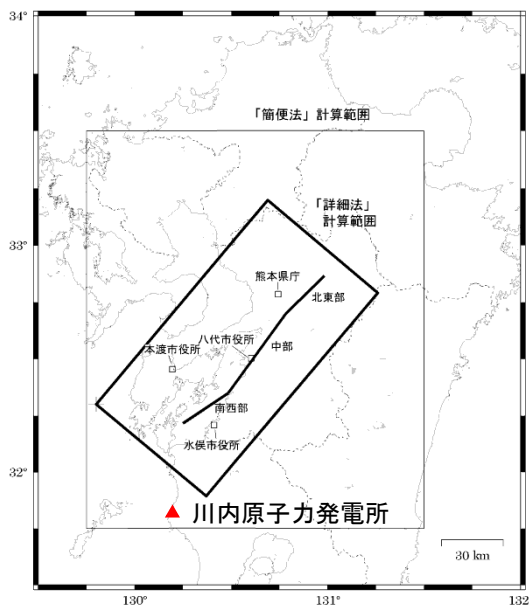 34°
「簡便法」計算範囲
「詳細法」
計算範囲
33°
熊本県庁
北東部
八代市役所
中部
本渡市役所
南西部
水俣市役所
32°
川内原子力発電所
30 km
130°
131°
132